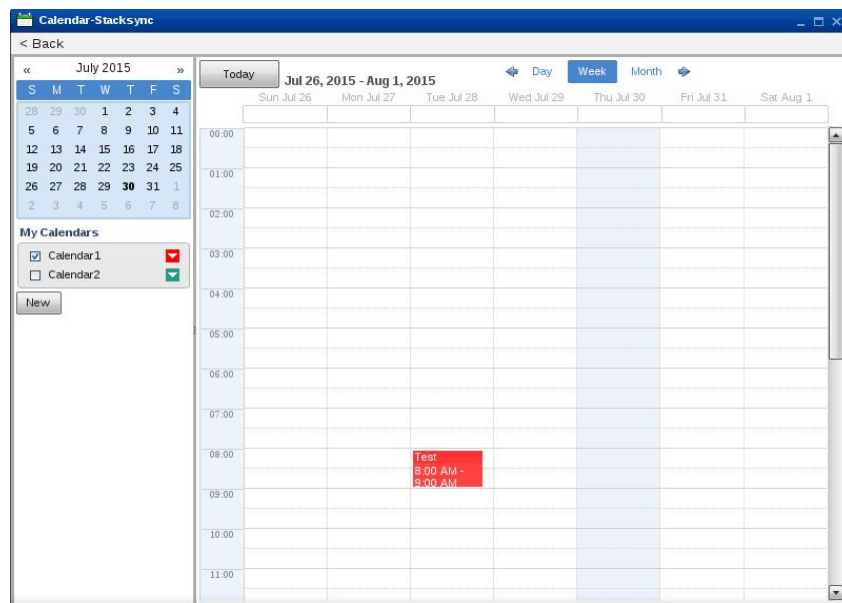 Calendar-Stacksync
< Back
« July 2015 »
S M T W T F S
28 29 30 1 2 3 4
5 6 7 8 9 10 11
12 13 14 15 16 17 18
19 20 21 22 23 24 25
26 27 28 29 30 31 1
2 3 4 5 6 7 8
My Calendars
Calendar1
Calendar2
New
Today Jul 26, 2015 - Aug 1, 2015 Day Week Month
Sun Jul 26 Mon Jul 27 Tue Jul 28 Wed Jul 29 Thu Jul 30 Fri Jul 31 Sat Aug 1
00:00
01:00
02:00
03:00
04:00
05:00
06:00
07:00
08:00
Test
8:00 AM -
9:00 AM
09:00
10:00
11:00